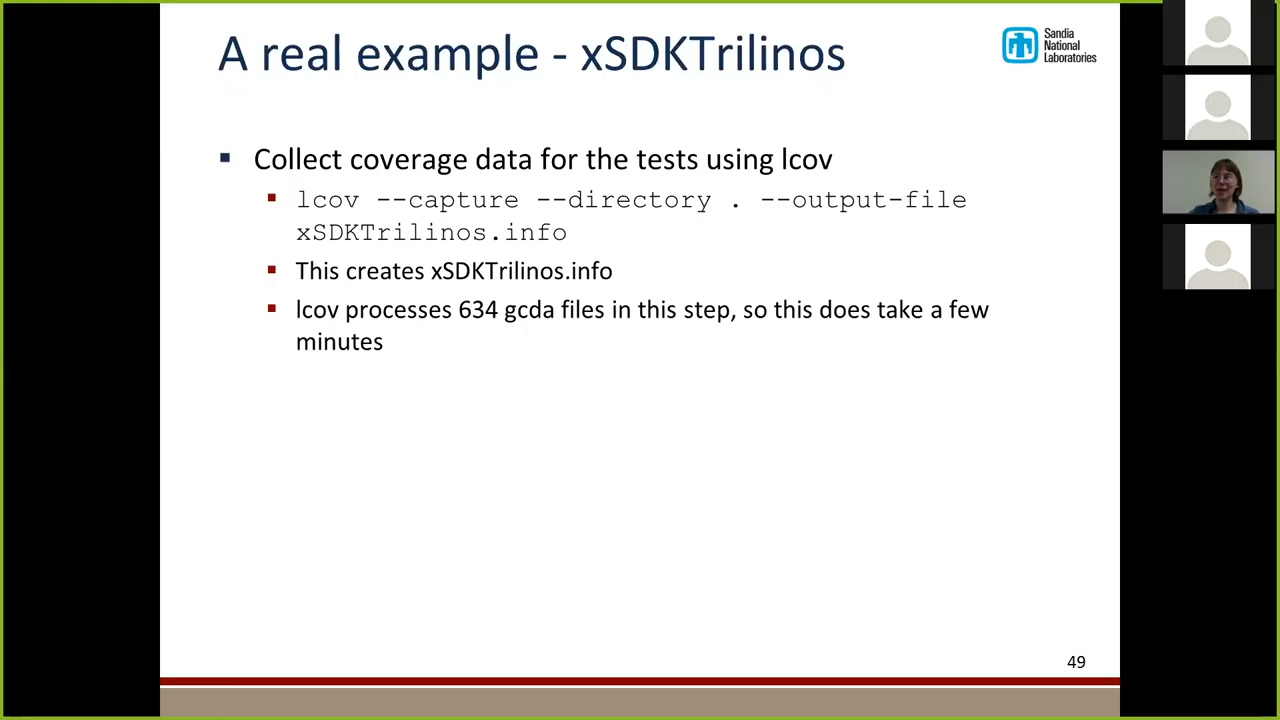 A real example - xSDKTrilinos
Sandia
National
Laboratories
▪ Collect coverage data for the tests using lcov
▪ lcov --capture --directory . --output-file
xSDKTrilinos.info
▪ This creates xSDKTrilinos.info
▪ lcov processes 634 gcda files in this step, so this does take a few
minutes
49